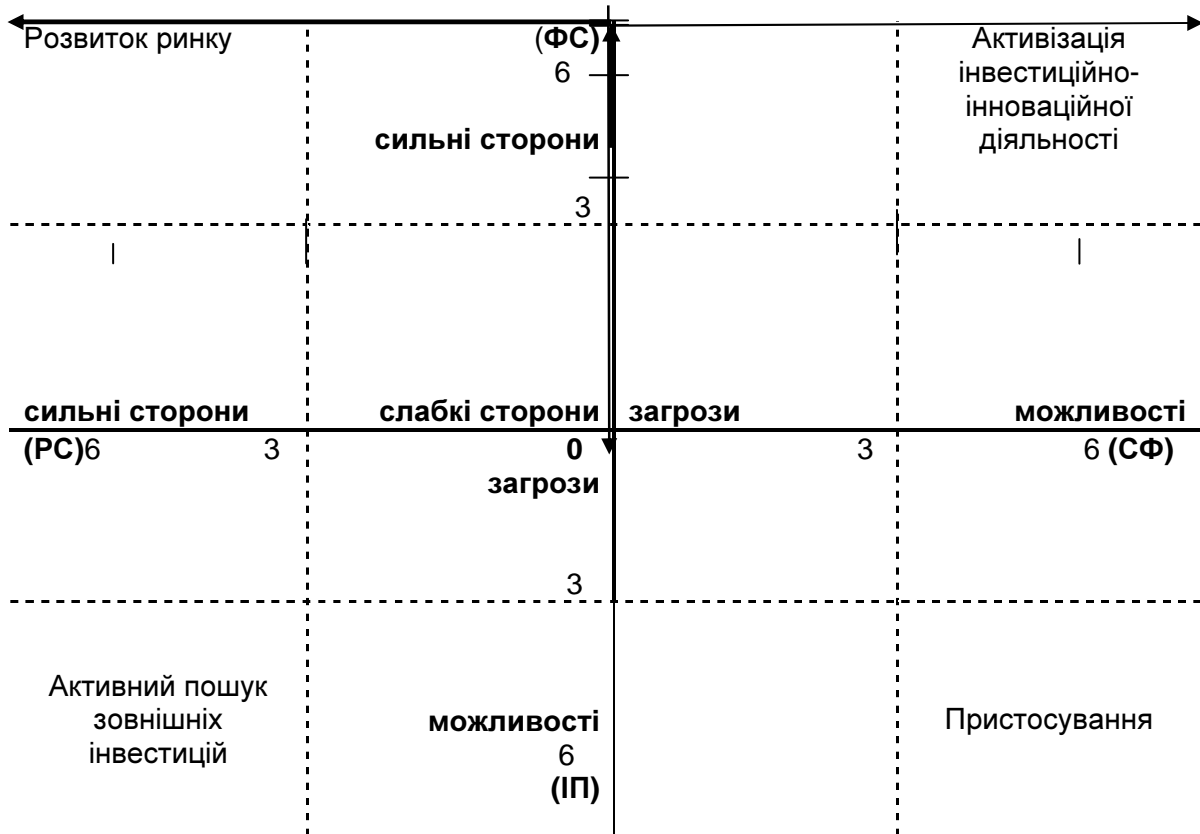 Розвиток ринку
(ФС)
Активізація
інвестиційно-
інноваційної
діяльності
6
сильні сторони
3
сильні сторони
слабкі сторони
загрози
можливості
(РС)6
3
0
3
6 (СФ)
загрози
3
Активний пошук
зовнішніх
інвестицій
можливості
6
(ІП)
Пристосування